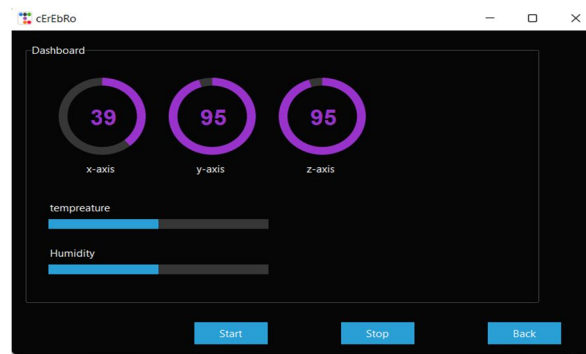 cErEbRo
Dashboard
39 95 95
x-axis y-axis z-axis
tempreature
Humidity
Start Stop Back